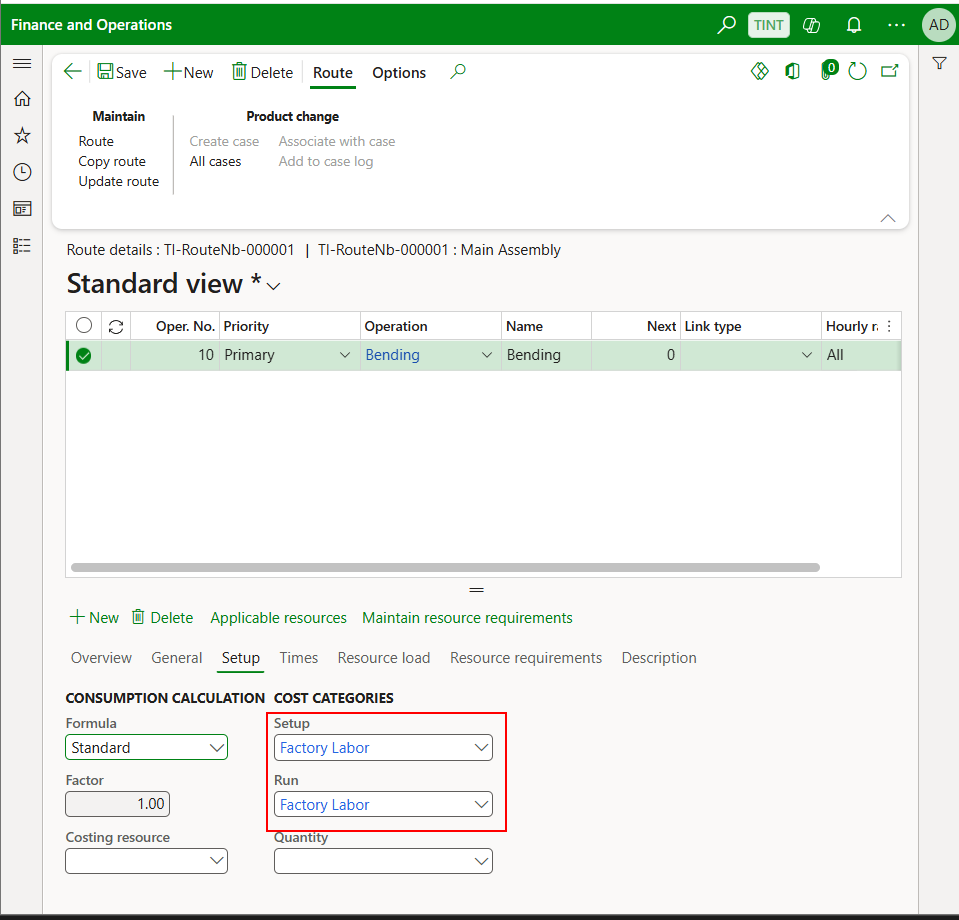 Finance and Operations TINT AD
Save New Delete Route Options 0
Maintain Product change
Route Create case Associate with case
Copy route All cases Add to case log
Update route
Route details : TI-RouteNb-000001 | TI-RouteNb-000001 : Main Assembly
Standard view *
Oper. No. Priority Operation Name Next Link type Hourly r
10 Primary Bending Bending 0 All
New Delete Applicable resources Maintain resource requirements
Overview General Setup Times Resource load Resource requirements Description
CONSUMPTION CALCULATION COST CATEGORIES
Formula Setup
Standard Factory Labor
Factor Run
1.00 Factory Labor
Costing resource Quantity